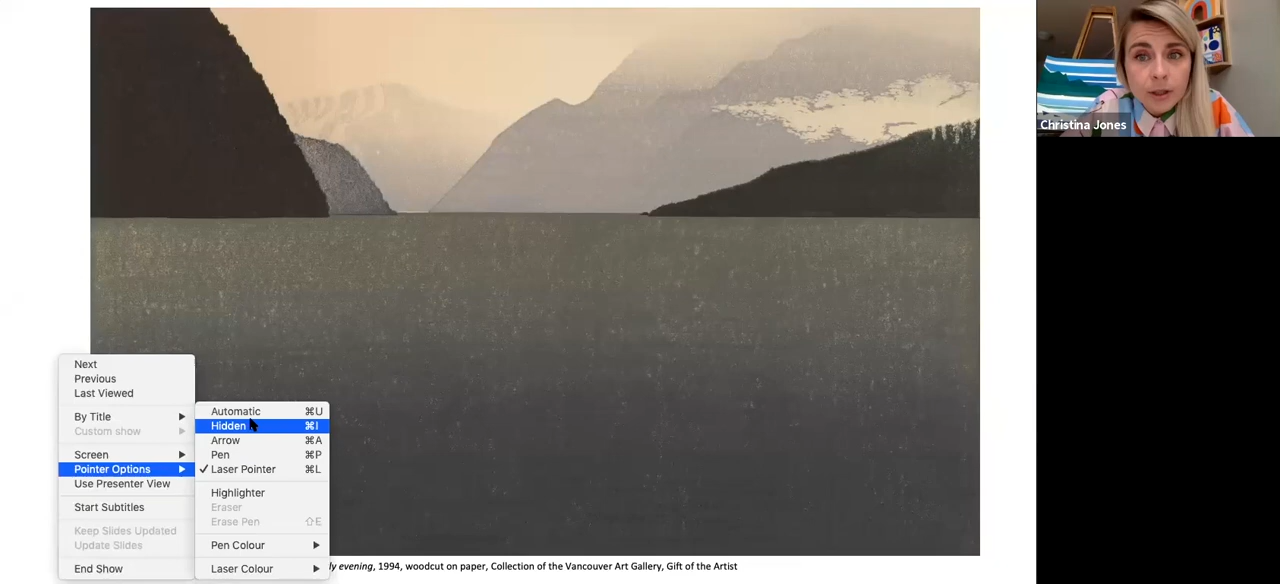 Christina Jones
Next
Previous
Last Viewed
By Title
Custom show
Screen
Pointer Options
Use Presenter View
Start Subtitles
Keep Slides Updated
Update Slides
End Show
Automatic ⌘U
Hidden ⌘I
Arrow ⌘A
Pen ⌘P
✓ Laser Pointer ⌘L
Highlighter
Eraser
Erase Pen ⇧E
Pen Colour
Laser Colour
evening, 1994, woodcut on paper, Collection of the Vancouver Art Gallery, Gift of the Artist